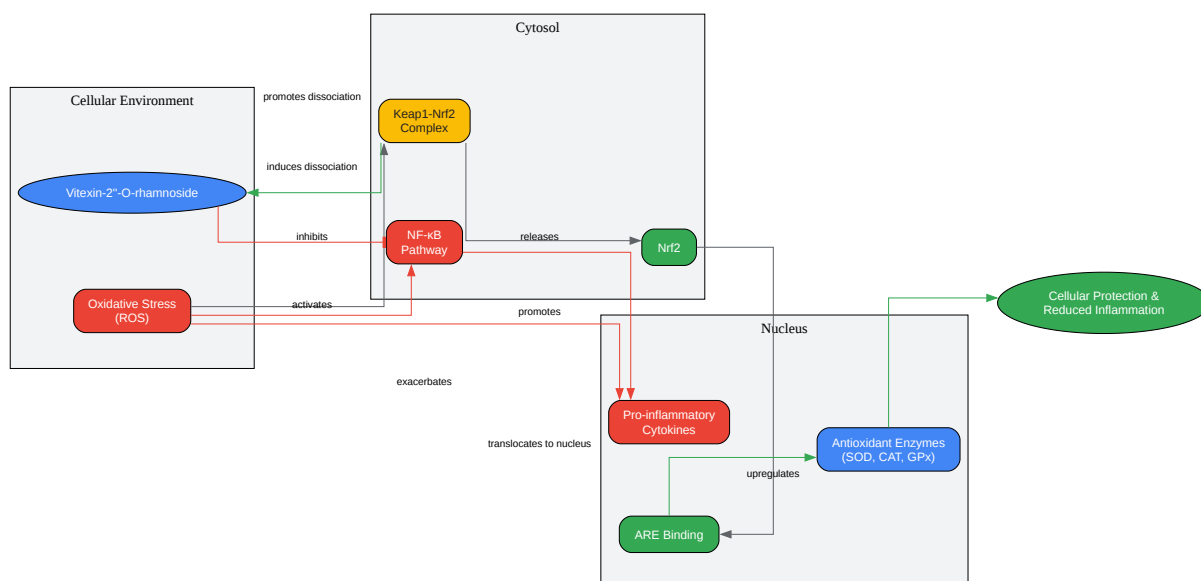 Cytosol
Cellular Environment
promotes dissociation
Keap1-Nrf2
Complex
induces dissociation
Vitexin-2"-O-rhamnoside
inhibits
NF-κB
Pathway
releases
Nrf2
Oxidative Stress
(ROS)
activates
promotes
Cellular Protection &
Reduced Inflammation
Nucleus
exacerbates
Pro-inflammatory
Cytokines
translocates to nucleus
Antioxidant Enzymes
(SOD, CAT, GPx)
upregulates
ARE Binding